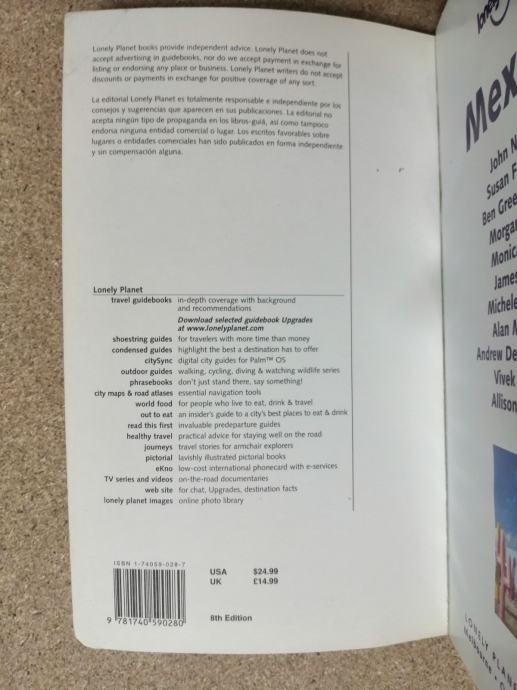 Lonely Planet books provide independent advice. Lonely Planet does not
accept advertising in guidebooks, nor do we accept payment in exchange for
listing or endorsing any place or business. Lonely Planet writers do not accept
discounts or payments in exchange for positive coverage of any sort.
La editorial Lonely Planet es totalmente responsable e independiente por los
consejos y sugerencias que aparecen en sus publicaciones. La editorial no
acepta ningún tipo de propaganda en los libros-guía, así como tampoco
endorsa ninguna entidad comercial o lugar. Los escritos favorables sobre
lugares o entidades comerciales han sido publicados en forma independiente
y sin compensación alguna.
Lonely Planet
travel guidebooks in-depth coverage with background
and recommendations
Download selected guidebook Upgrades
at www.lonelyplanet.com
shoestring guides for travelers with more time than money
condensed guides highlight the best a destination has to offer
citySync digital city guides for Palm™ OS
outdoor guides walking, cycling, diving & watching wildlife series
phrasebooks don't just stand there, say something!
city maps & road atlases essential navigation tools
world food for people who live to eat, drink & travel
out to eat an insider's guide to a city's best places to eat & drink
read this first invaluable predeparture guides
healthy travel practical advice for staying well on the road
journeys travel stories for armchair explorers
pictorial lavishly illustrated pictorial books
eKno low-cost international phonecard with e-services
TV series and videos on-the-road documentaries
web site for chat, Upgrades, destination facts
lonely planet images online photo library
ISBN 1-74059-028-7
9 781740 590280
USA $24.99
UK £14.99
8th Edition
lonely
Mex
John N
Susan F
Ben Gree
Morga
Monic
James
Michele
Alan M
Andrew De
Vivek
Allison
LONELY PLANE
Melbourne • O